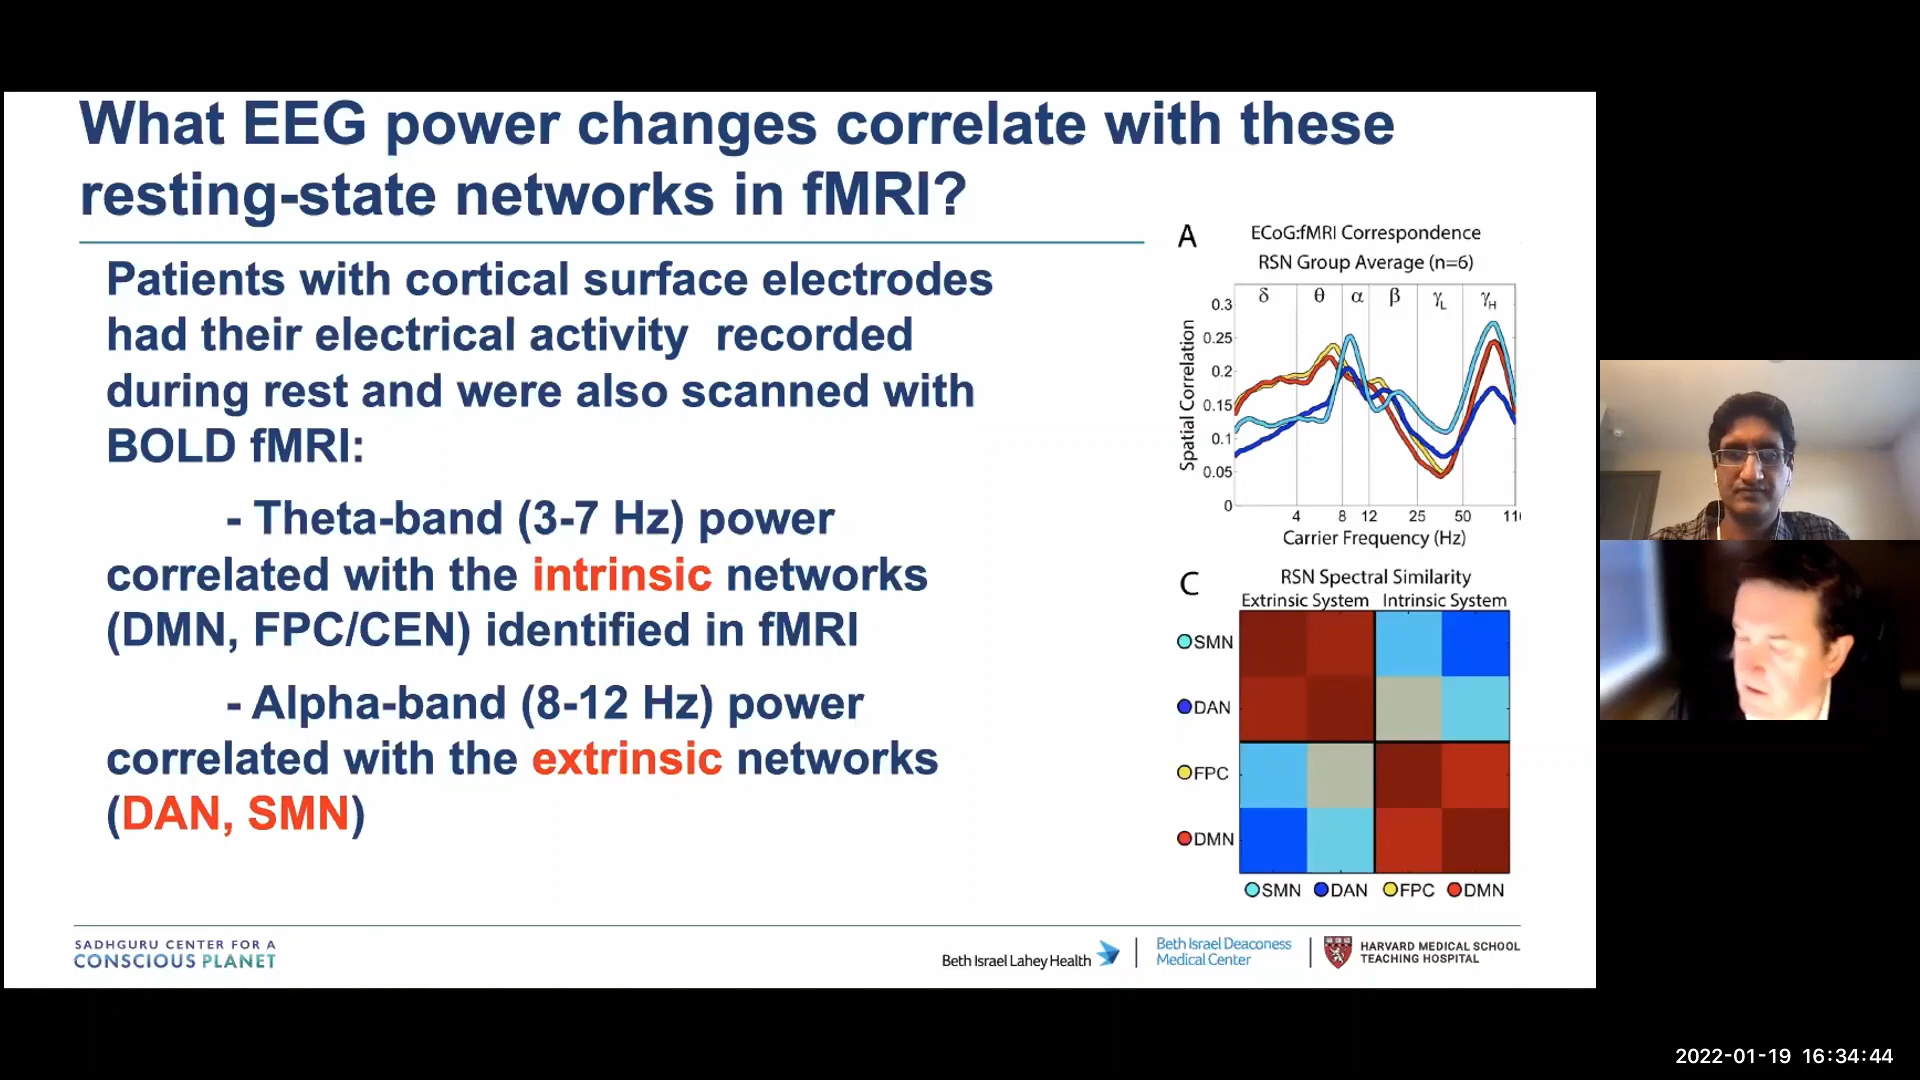 What EEG power changes correlate with these
resting-state networks in fMRI?
Patients with cortical surface electrodes
had their electrical activity recorded
during rest and were also scanned with
BOLD fMRI:
- Theta-band (3-7 Hz) power
correlated with the intrinsic networks
(DMN, FPC/CEN) identified in fMRI
- Alpha-band (8-12 Hz) power
correlated with the extrinsic networks
(DAN, SMN)
A
ECoG:fMRI Correspondence
RSN Group Average (n=6)
δ θ α β γL γH
0.3
0.25
0.2
0.15
0.1
0.05
0
Spatial Correlation
4 8 12 25 50 11
Carrier Frequency (Hz)
C
RSN Spectral Similarity
Extrinsic System Intrinsic System
SMN
DAN
FPC
DMN
SMN DAN FPC DMN
SADHGURU CENTER FOR A
CONSCIOUS PLANET
Beth Israel Lahey Health
Beth Israel Deaconess
Medical Center
HARVARD MEDICAL SCHOOL
TEACHING HOSPITAL
2022-01-19 16:34:44